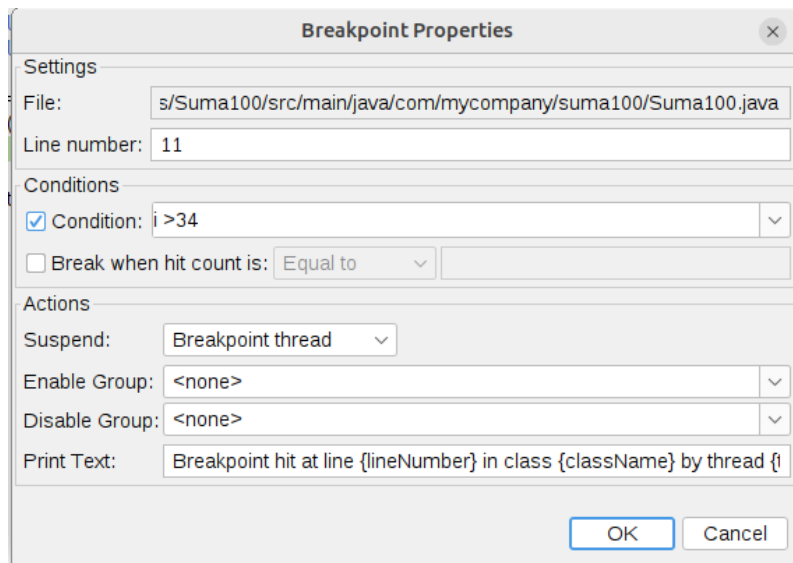 Breakpoint Properties
Settings
File: s/Suma100/src/main/java/com/mycompany/suma100/Suma100.java
Line number: 11
Conditions
Condition: i >34
Break when hit count is: Equal to
Actions
Suspend: Breakpoint thread
Enable Group: <none>
Disable Group: <none>
Print Text: Breakpoint hit at line {lineNumber} in class {className} by thread {t
OK Cancel